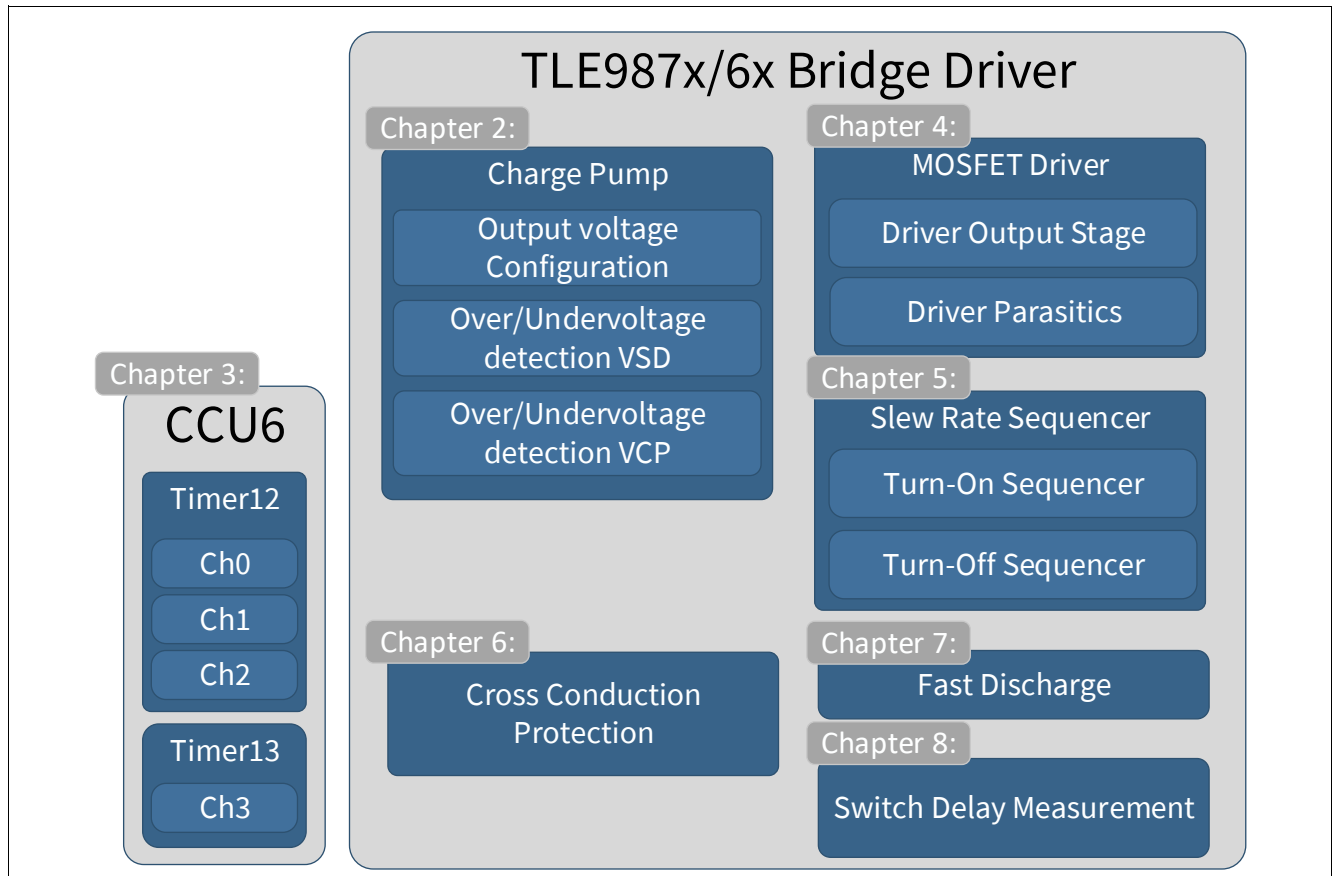 TLE987x/6x Bridge Driver
Chapter 2:
Charge Pump
Output voltage
Configuration
Over/Undervoltage
detection VSD
Over/Undervoltage
detection VCP
Chapter 4:
MOSFET Driver
Driver Output Stage
Driver Parasitics
Chapter 3:
CCU6
Timer12
Ch0
Ch1
Ch2
Timer13
Ch3
Chapter 5:
Slew Rate Sequencer
Turn-On Sequencer
Turn-Off Sequencer
Chapter 6:
Cross Conduction
Protection
Chapter 7:
Fast Discharge
Chapter 8:
Switch Delay Measurement